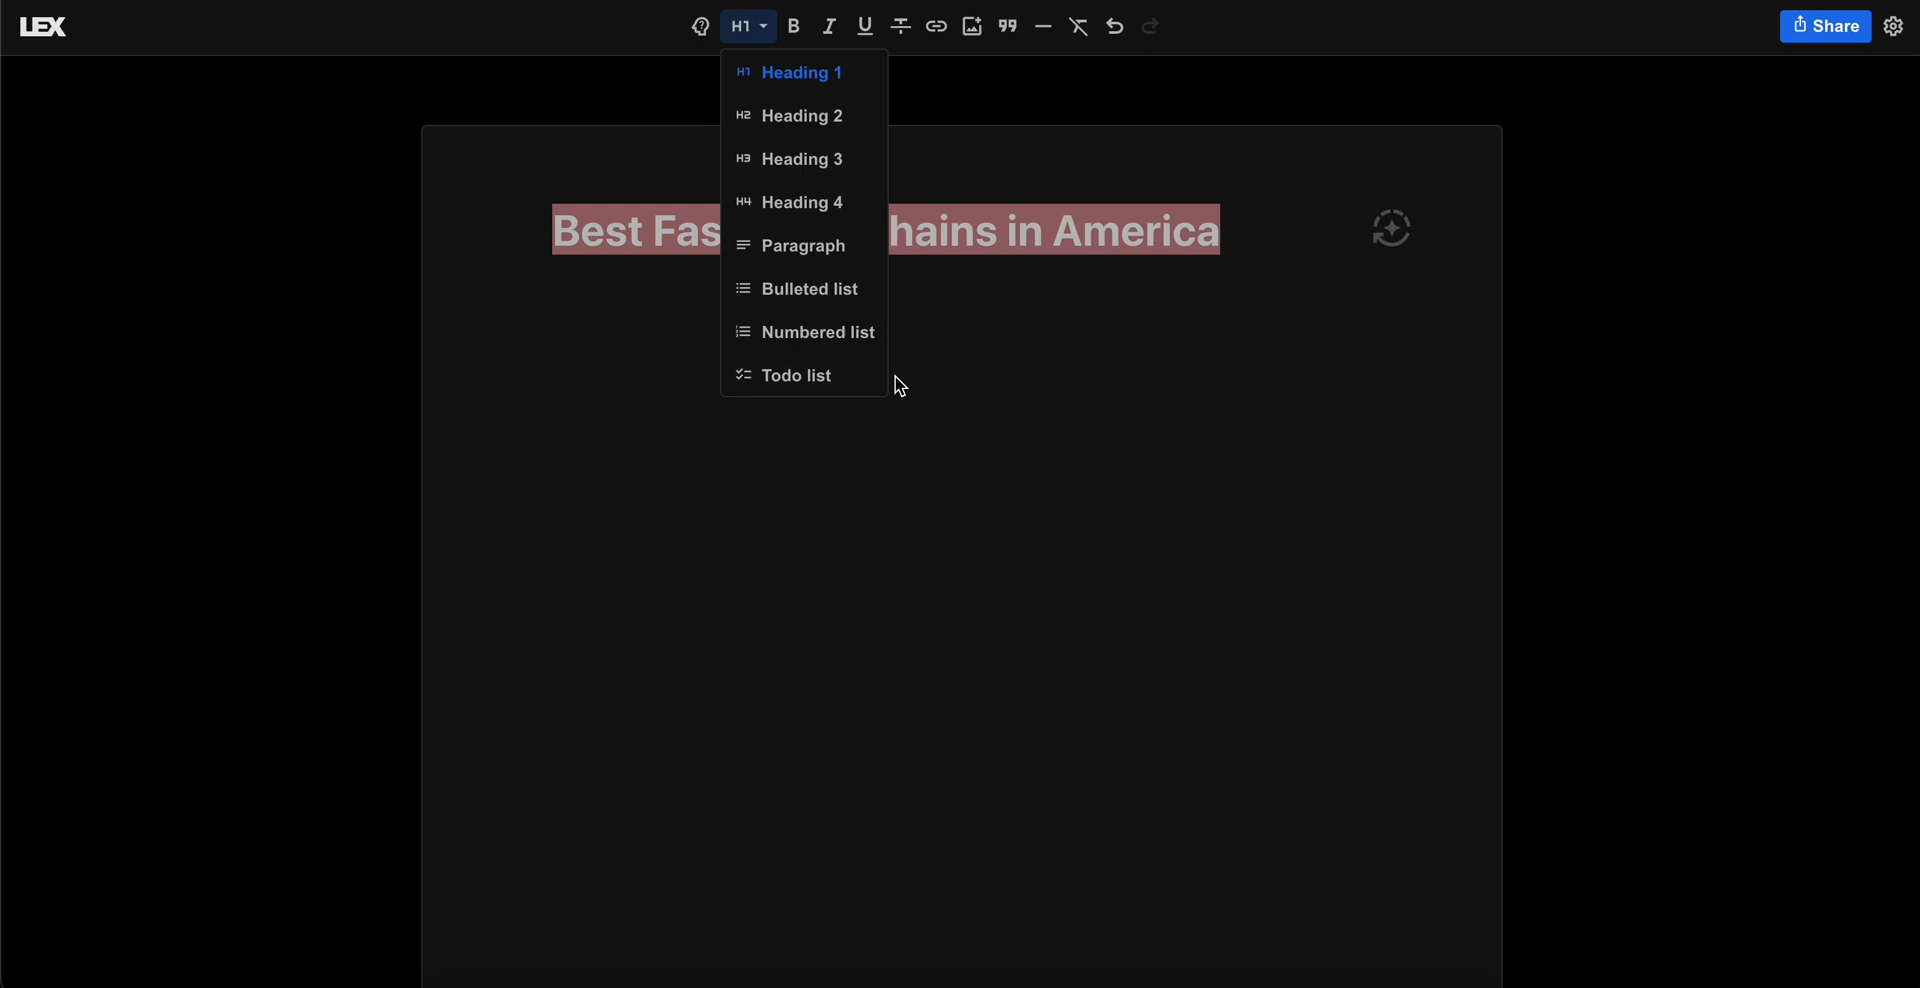 LEX
H1
B
I
U
Share
H1 Heading 1
H2 Heading 2
H3 Heading 3
H4 Heading 4
Paragraph
Bulleted list
Numbered list
Todo list
Best Fas
hains in America